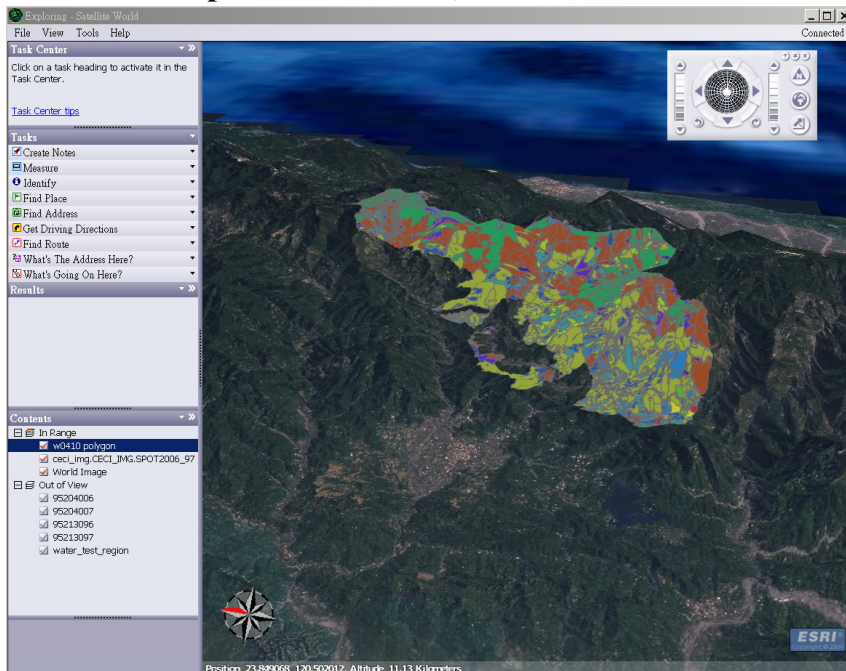 Exploring - Satellite World
File View Tools Help
Connected
Task Center
Click on a task heading to activate it in the
Task Center.
Task Center tips
Tasks
Create Notes
Measure
Identify
Find Place
Find Address
Get Driving Directions
Find Route
What's The Address Here?
What's Going On Here?
Results
Contents
In Range
w0410 polygon
ceci_img.CECI_IMG.SPOT2006_97
World Image
Out of View
95204006
95204007
95213096
95213097
water_test_region
ESRI
Position 23.849068, 120.502012, Altitude 11.13 Kilometers